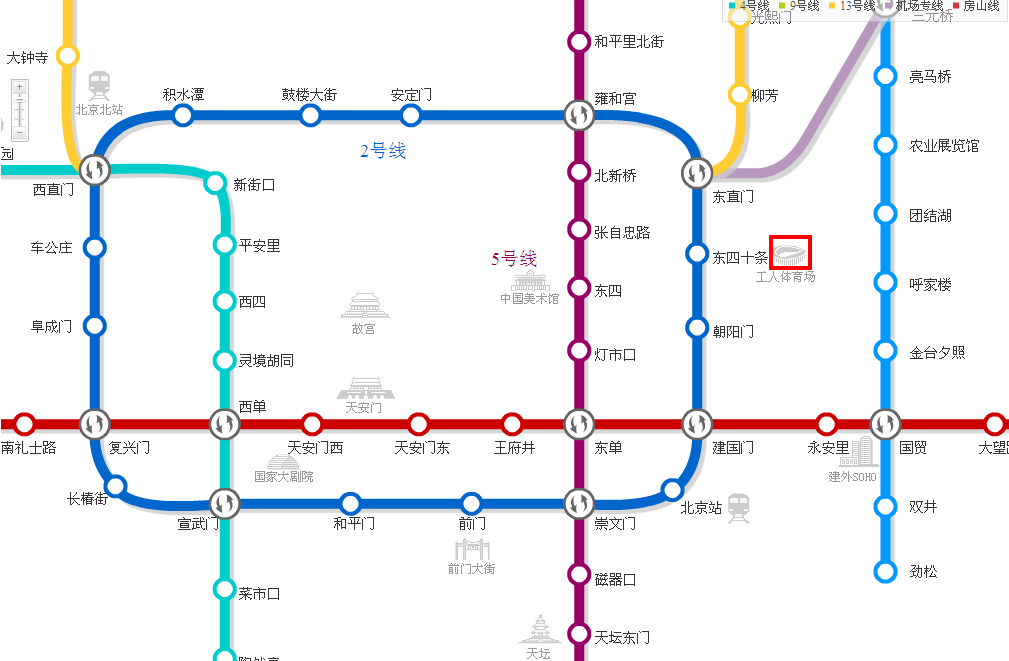 4号线 9号线 13号线 机场专线 房山线
光熙门
三元桥
大钟寺
和平里北街
亮马桥
北京北站
积水潭
鼓楼大街
安定门
雍和宫
柳芳
园
2号线
农业展览馆
西直门
新街口
北新桥
东直门
团结湖
车公庄
平安里
张自忠路
5号线
东四十条
工人体育场
中国美术馆
东四
呼家楼
西四
故宫
阜成门
朝阳门
灯市口
金台夕照
灵境胡同
天安门
西单
南礼士路
复兴门
天安门西
天安门东
王府井
东单
建国门
永安里
国贸
大望
国家大剧院
建外SOHO
SOHO
长椿街
宣武门
和平门
前门
崇文门
北京站
双井
前门大街
磁器口
劲松
菜市口
天坛东门
天坛
陶然亭